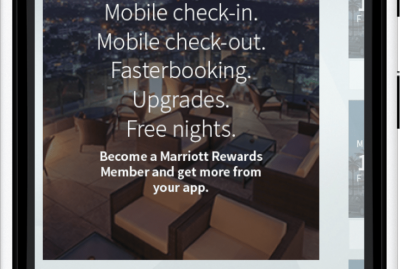 Mobile check-in.
Mobile check-out.
Fasterbooking.
Upgrades.
Free nights.
Become a Marriott Rewards
Member and get more from
your app.